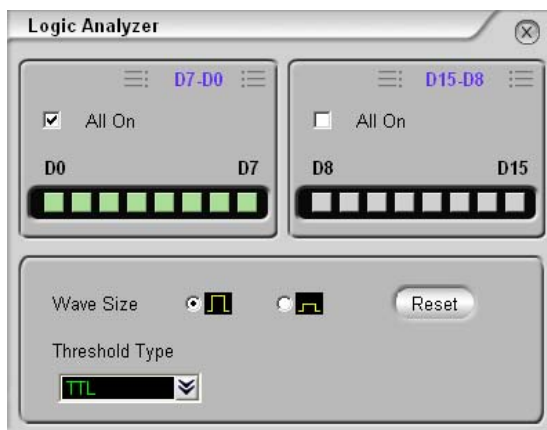 Logic Analyzer
D7-D0
All On
D0 D7
D15-D8
All On
D8 D15
Wave Size
Reset
Threshold Type
TTL